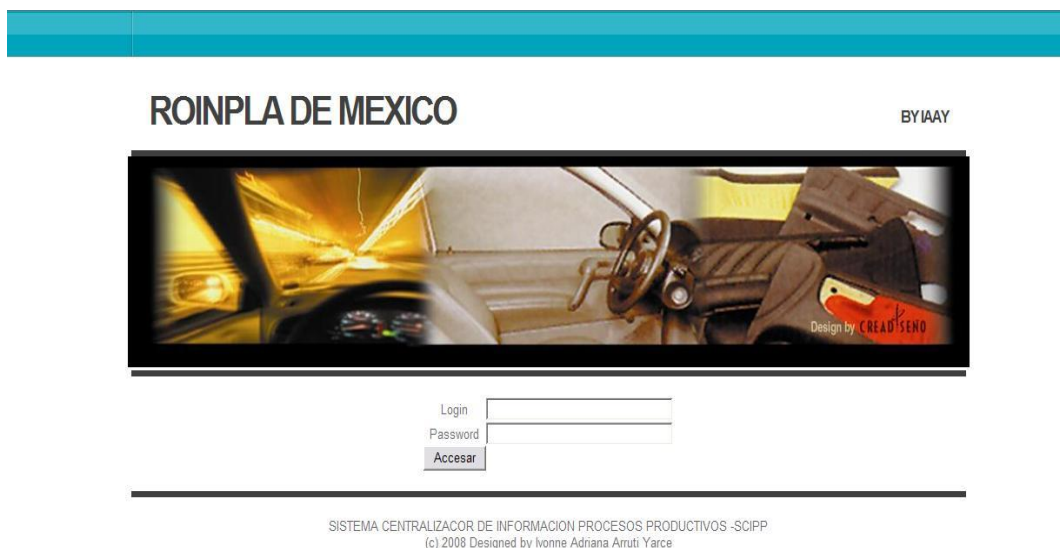 ROINPLA DE MEXICO
BY IAAY
Design by CREADISEÑO
Login
Password
Accesar
SISTEMA CENTRALIZACOR DE INFORMACION PROCESOS PRODUCTIVOS -SCIPP
(c) 2008 Designed by Ivonne Adriana Arruti Yarce